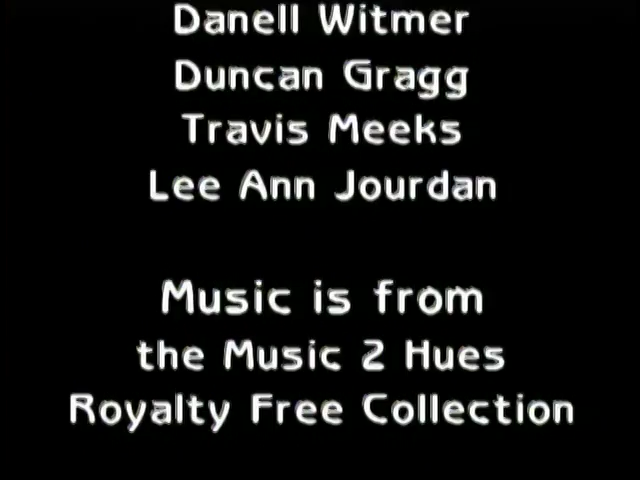 Danell Witmer
Duncan Gragg
Travis Meeks
Lee Ann Jourdan
Music is from
the Music 2 Hues
Royalty Free Collection